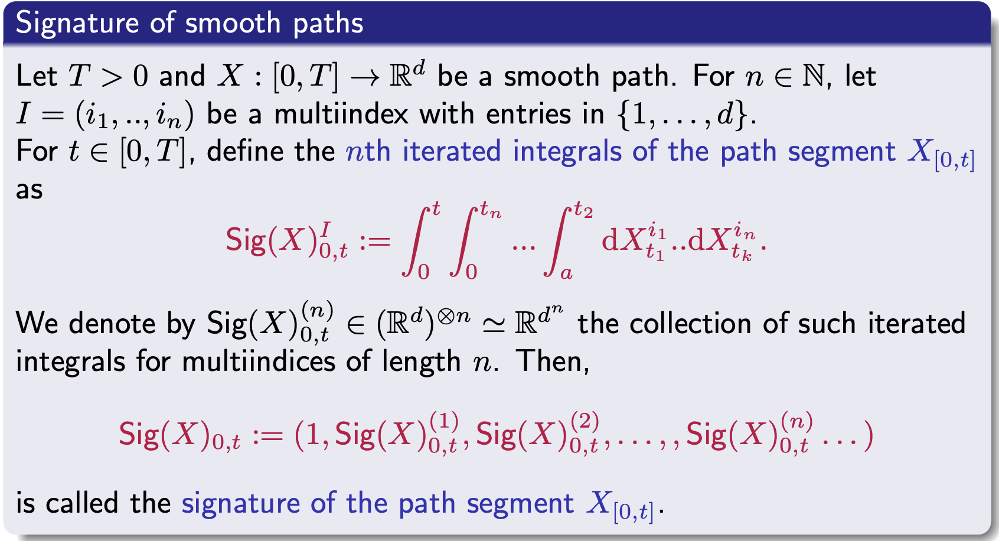 Signature of smooth paths
Let $T > 0$ and $X : [0, T] \to \mathbb{R}^d$ be a smooth path. For $n \in \mathbb{N}$, let
$I = (i_1, .., i_n)$ be a multiindex with entries in $\{1, \ldots, d\}$.
For $t \in [0, T]$, define the $n$th iterated integrals of the path segment $X_{[0,t]}$
as
$\mathsf{Sig}(X)^I_{0,t} := \int_0^t \int_0^{t_n} ... \int_a^{t_2} \mathrm{d}X^{i_1}_{t_1} .. \mathrm{d}X^{i_n}_{t_k}.$
We denote by $\mathsf{Sig}(X)^{(n)}_{0,t} \in (\mathbb{R}^d)^{\otimes n} \simeq \mathbb{R}^{d^n}$ the collection of such iterated
integrals for multiindices of length $n$. Then,
$\mathsf{Sig}(X)_{0,t} := (1, \mathsf{Sig}(X)^{(1)}_{0,t}, \mathsf{Sig}(X)^{(2)}_{0,t}, \ldots, , \mathsf{Sig}(X)^{(n)}_{0,t} \ldots)$
is called the signature of the path segment $X_{[0,t]}$.